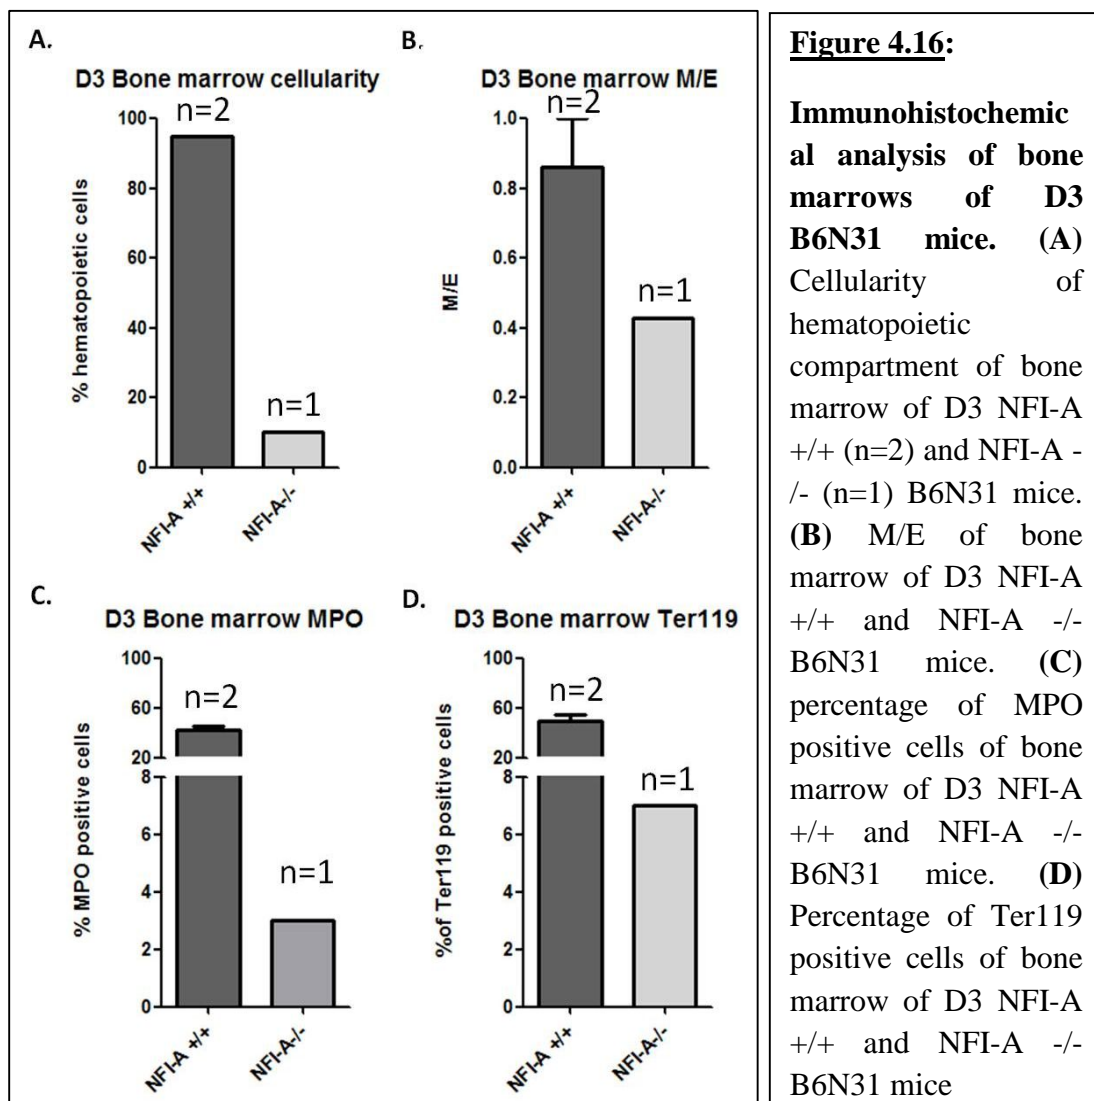 A.
D3 Bone marrow cellularity
n=2
100
80
60
40
20
0
% hematopoietic cells
n=1
NFI-A +/+
NFI-A-/-
B.
D3 Bone marrow M/E
n=2
1.0
0.8
0.6
0.4
0.2
0.0
M/E
n=1
NFI-A +/+
NFI-A-/-
C.
D3 Bone marrow MPO
100
60
20
8
6
4
2
0
% MPO positive cells
n=2
n=1
NFI-A +/+
NFI-A-/-
D.
D3 Bone marrow Ter119
100
60
20
8
6
4
2
0
%of Ter119 positive cells
n=2
n=1
NFI-A +/+
NFI-A-/-
Figure 4.16:
Immunohistochemic
al analysis of bone
marrows of D3
B6N31 mice. (A)
Cellularity of
hematopoietic
compartment of bone
marrow of D3 NFI-A
+/+ (n=2) and NFI-A -
/- (n=1) B6N31 mice.
(B) M/E of bone
marrow of D3 NFI-A
+/+ and NFI-A -/-
B6N31 mice. (C)
percentage of MPO
positive cells of bone
marrow of D3 NFI-A
+/+ and NFI-A -/-
B6N31 mice. (D)
Percentage of Ter119
positive cells of bone
marrow of D3 NFI-A
+/+ and NFI-A -/-
B6N31 mice